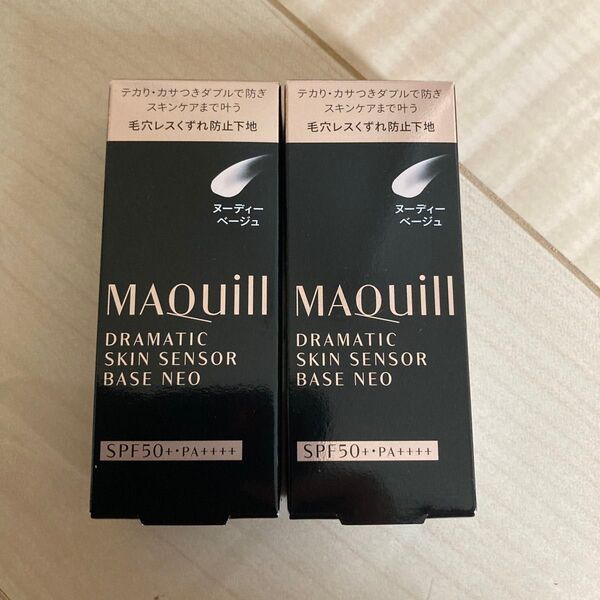 テカリ・カサつきダブルで防ぎ
スキンケアまで叶う
毛穴レスくずれ防止下地
ヌーディー
ベージュ
MAQuill
DRAMATIC
SKIN SENSOR
BASE NEO
SPF50+・PA++++
テカリ・カサつきダブルで防ぎ
スキンケアまで叶う
毛穴レスくずれ防止下地
ヌーディー
ベージュ
MAQuill
DRAMATIC
SKIN SENSOR
BASE NEO
SPF50+・PA++++